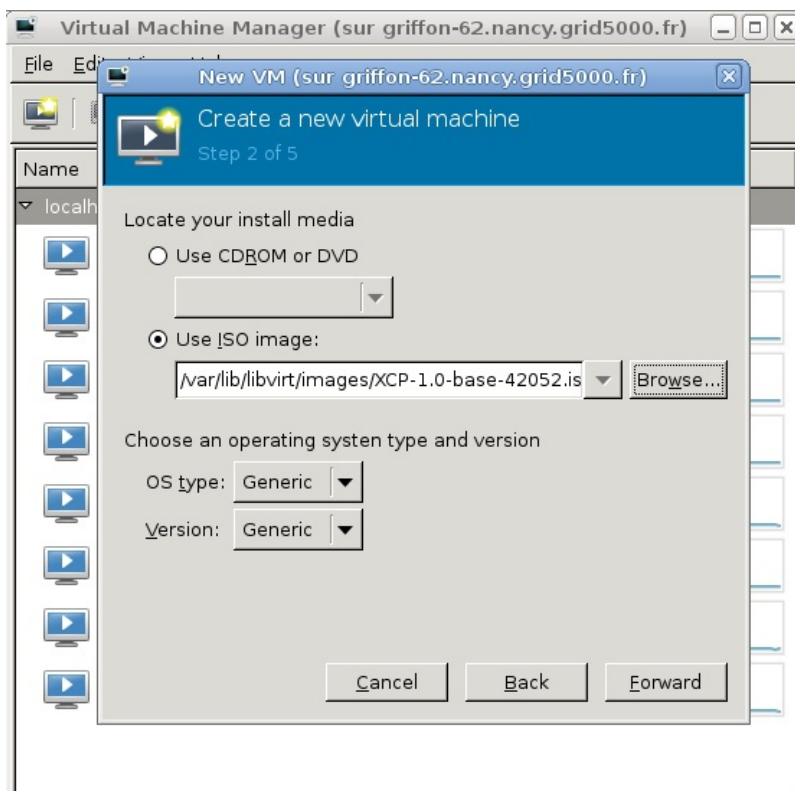 Virtual Machine Manager (sur griffon-62.nancy.grid5000.fr)
File
New VM (sur griffon-62.nancy.grid5000.fr)
Create a new virtual machine
Step 2 of 5
Name
localh
Locate your install media
Use CDROM or DVD
Use ISO image:
/var/lib/libvirt/images/XCP-1.0-base-42052.is
Browse...
Choose an operating systen type and version
OS type: Generic
Version: Generic
Cancel Back Forward